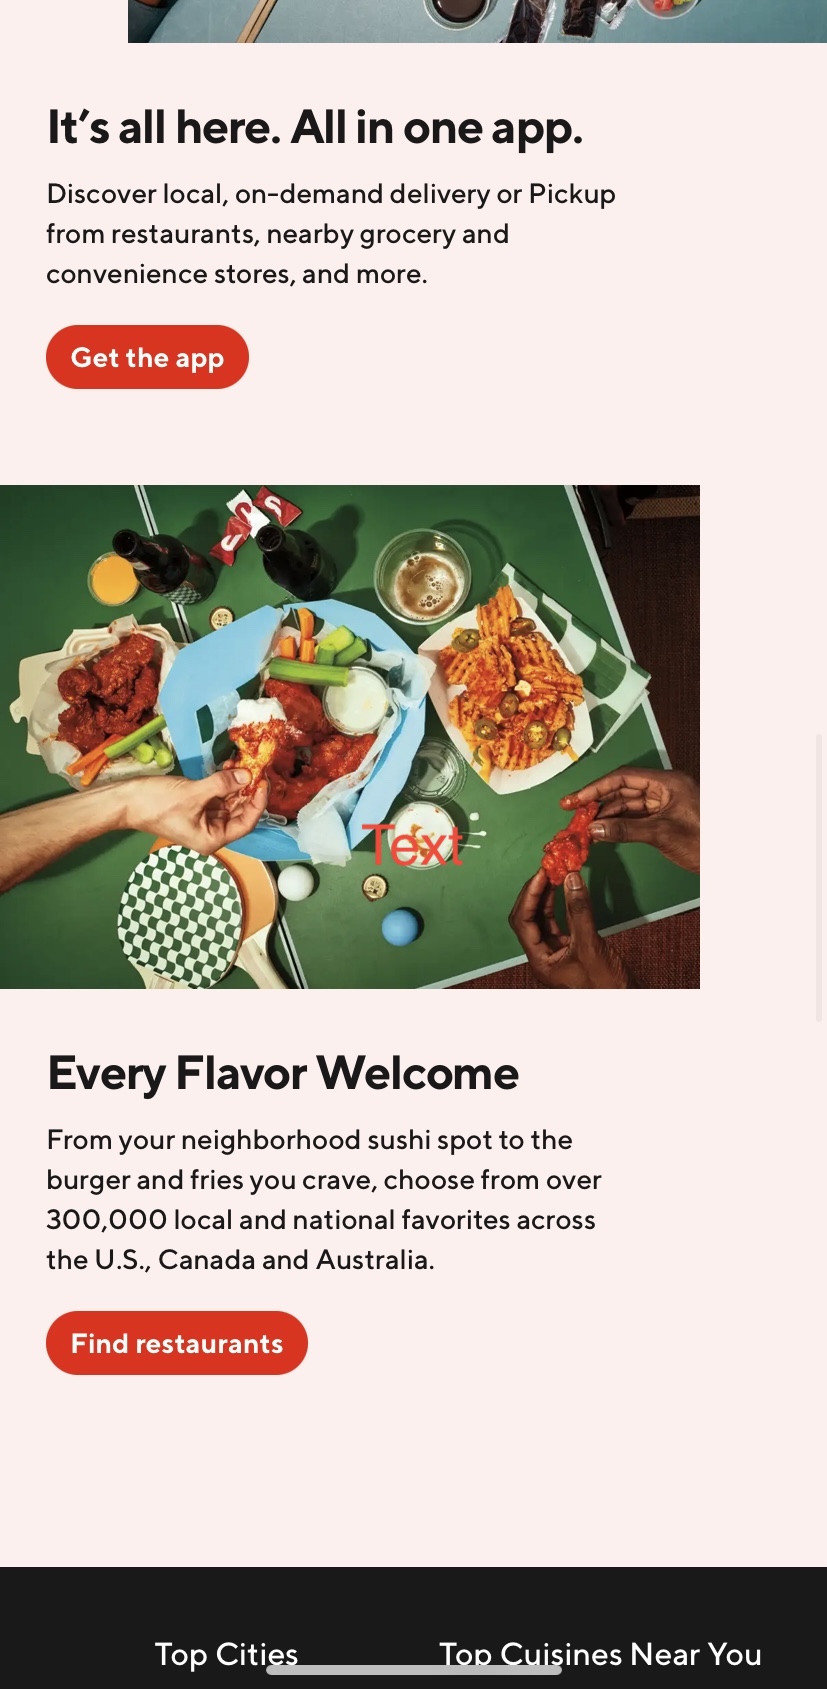 It’s all here. All in one app.
Discover local, on-demand delivery or Pickup
from restaurants, nearby grocery and
convenience stores, and more.
Get the app
Text
Every Flavor Welcome
From your neighborhood sushi spot to the
burger and fries you crave, choose from over
300,000 local and national favorites across
the U.S., Canada and Australia.
Find restaurants
Top Cities
Top Cuisines Near You